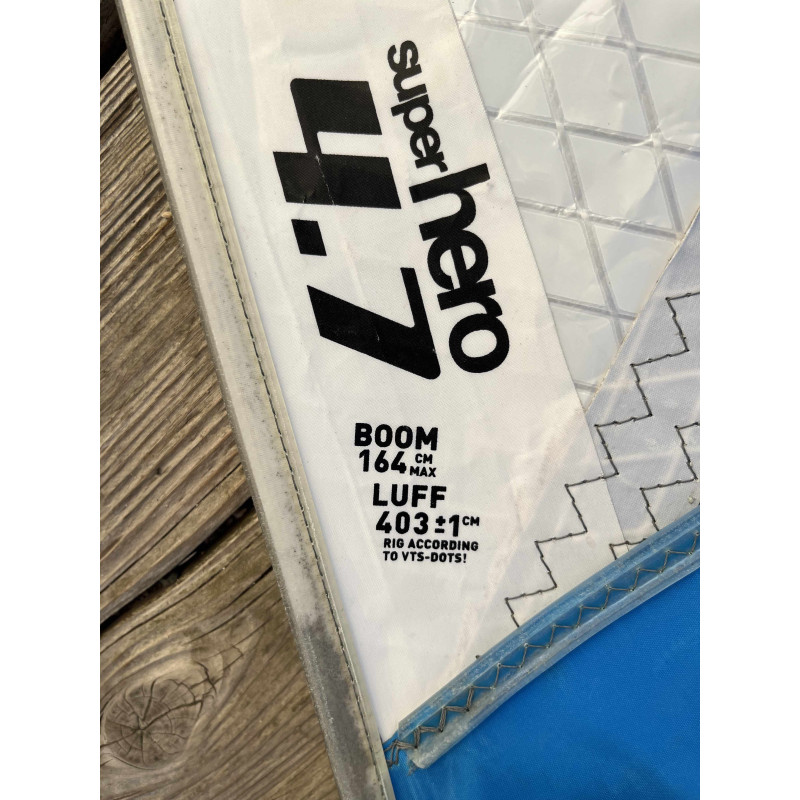 super hero
4.7
BOOM
164 CM MAX
LUFF
403 ±1 CM
RIG ACCORDING
TO VTS-DOTS!